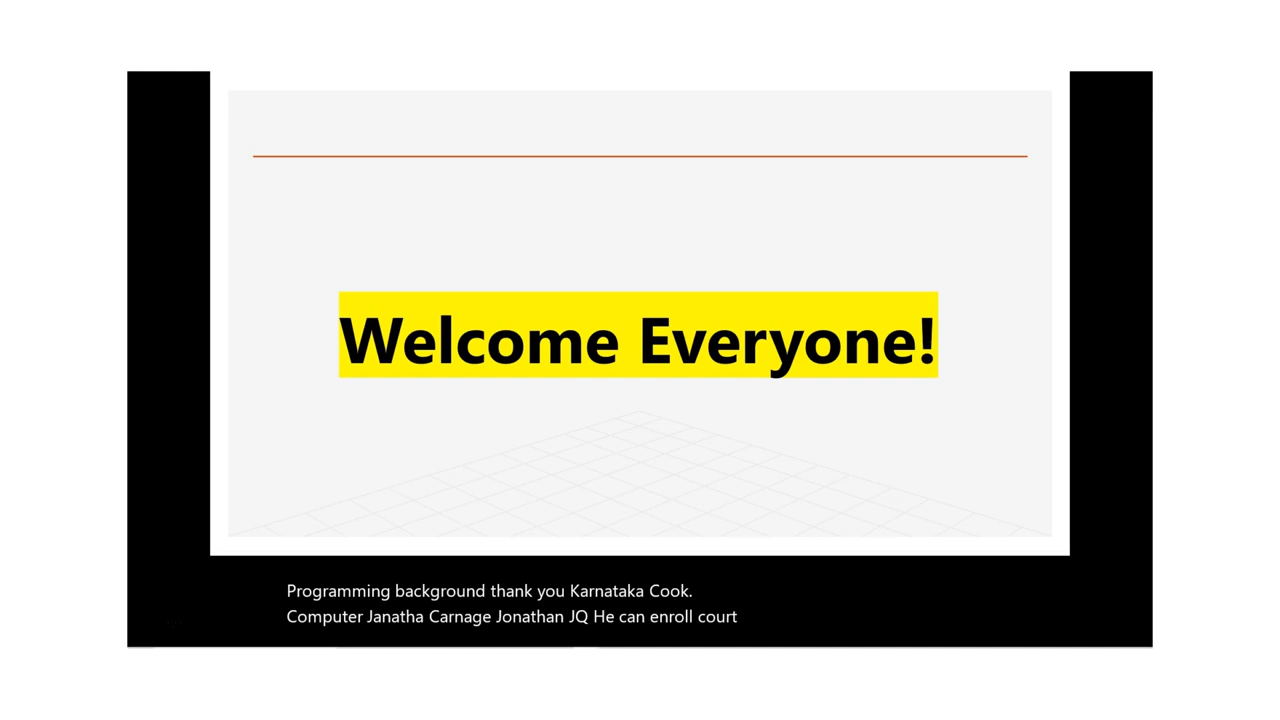 Welcome Everyone!
Programming background thank you Karnataka Cook.
Computer Janatha Carnage Jonathan JQ He can enroll court